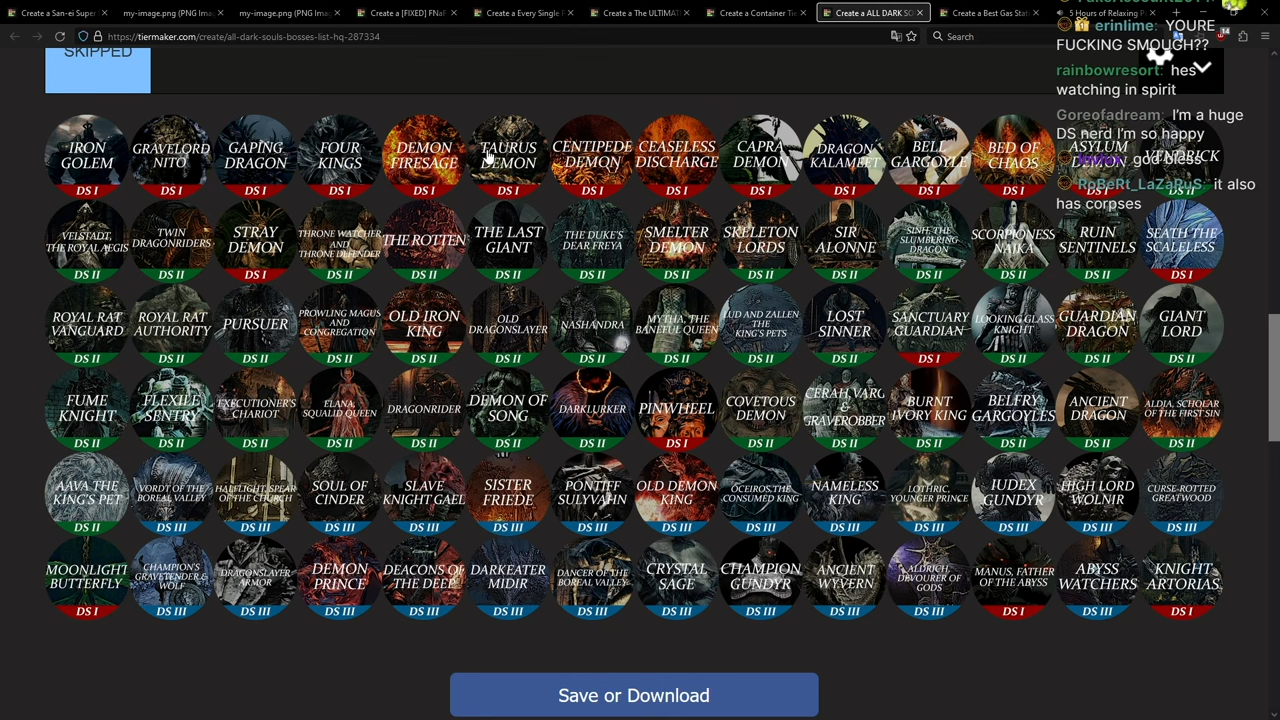 Create a San-ei Super
my-image.png (PNG Imag
my-image.png (PNG Imag
Create a [FIXED] FNaF
Create a Every Single F
Create a The ULTIMAT
Create a Container Tie
Create a ALL DARK SO
Create a Best Gas Stati
5 Hours of Relaxing P
https://tiermaker.com/create/all-dark-souls-bosses-list-hq-287334
Search
14
erinlime: YOURE
FUCKING SMOUGH??
rainbowresort: hes
watching in spirit
Goreofadream: I'm a huge
DS nerd I'm so happy
god bless
RoBeRt_LaZaRuS: it also
has corpses
SKIPPED
IRON
GOLEM
DS I
GRAVELORD
NITO
DS I
GAPING
DRAGON
DS I
FOUR
KINGS
DS I
DEMON
FIRESAGE
DS I
TAURUS
DEMON
DS I
CENTIPEDE
DEMON
DS I
CEASELESS
DISCHARGE
DS I
CAPRA
DEMON
DS I
DRAGON
KALAMEET
DS I
BELL
GARGOYLE
DS I
BED OF
CHAOS
DS I
ASYLUM
DEMON
DS I
VENDRICK
DS II
VELSTADT,
THE ROYAL AEGIS
DS II
TWIN
DRAGONRIDERS
DS II
STRAY
DEMON
DS I
THRONE WATCHER
AND
THRONE DEFENDER
DS II
THE ROTTEN
DS II
THE LAST
GIANT
DS II
THE DUKE'S
DEAR FREYA
DS II
SMELTER
DEMON
DS II
SKELETON
LORDS
DS II
SIR
ALONNE
DS II
SINH, THE
SLUMBERING
DRAGON
DS II
SCORPIONESS
NAJKA
DS II
RUIN
SENTINELS
DS II
SEATH THE
SCALELESS
DS I
ROYAL RAT
VANGUARD
DS II
ROYAL RAT
AUTHORITY
DS II
PURSUER
DS II
PROWLING MAGUS
AND
CONGREGATION
DS II
OLD IRON
KING
DS II
OLD
DRAGONSLAYER
DS II
NASHANDRA
DS II
MYTHA, THE
BANEFUL QUEEN
DS II
LUD AND ZALLEN
THE
KING'S PETS
DS II
LOST
SINNER
DS II
SANCTUARY
GUARDIAN
DS I
LOOKING GLASS
KNIGHT
DS II
GUARDIAN
DRAGON
DS II
GIANT
LORD
DS II
FUME
KNIGHT
DS II
FLEXILE
SENTRY
DS II
EXECUTIONER'S
CHARIOT
DS II
ELANA,
SQUALID QUEEN
DS II
DRAGONRIDER
DS II
DEMON OF
SONG
DS II
DARKLURKER
DS II
PINWHEEL
DS I
COVETOUS
DEMON
DS II
CERAH, VARG
&
GRAVEROBBER
DS II
BURNT
IVORY KING
DS II
BELFRY
GARGOYLES
DS II
ANCIENT
DRAGON
DS II
ALDIA, SCHOLAR
OF THE FIRST SIN
DS II
AAVA THE
KING'S PET
DS II
VORDT OF THE
BOREAL VALLEY
DS III
HALFLIGHT, SPEAR
OF THE CHURCH
DS III
SOUL OF
CINDER
DS III
SLAVE
KNIGHT GAEL
DS III
SISTER
FRIEDE
DS III
PONTIFF
SULYVAHN
DS III
OLD DEMON
KING
DS III
OCEIROS, THE
CONSUMED KING
DS III
NAMELESS
KING
DS III
LOTHRIC,
YOUNGER PRINCE
DS III
IUDEX
GUNDYR
DS III
HIGH LORD
WOLNIR
DS III
CURSE-ROTTED
GREATWOOD
DS III
MOONLIGHT
BUTTERFLY
DS I
CHAMPION'S
GRAVETENDER &
WOLF
DS III
DRAGONSLAYER
ARMOR
DS III
DEMON
PRINCE
DS III
DEACONS OF
THE DEEP
DS III
DARKEATER
MIDIR
DS III
DANCER OF THE
BOREAL VALLEY
DS III
CRYSTAL
SAGE
DS III
CHAMPION
GUNDYR
DS III
ANCIENT
WYVERN
DS III
ALDRICH,
DEVOURER OF
GODS
DS III
MANUS, FATHER
OF THE ABYSS
DS I
ABYSS
WATCHERS
DS III
KNIGHT
ARTORIAS
DS I
Save or Download